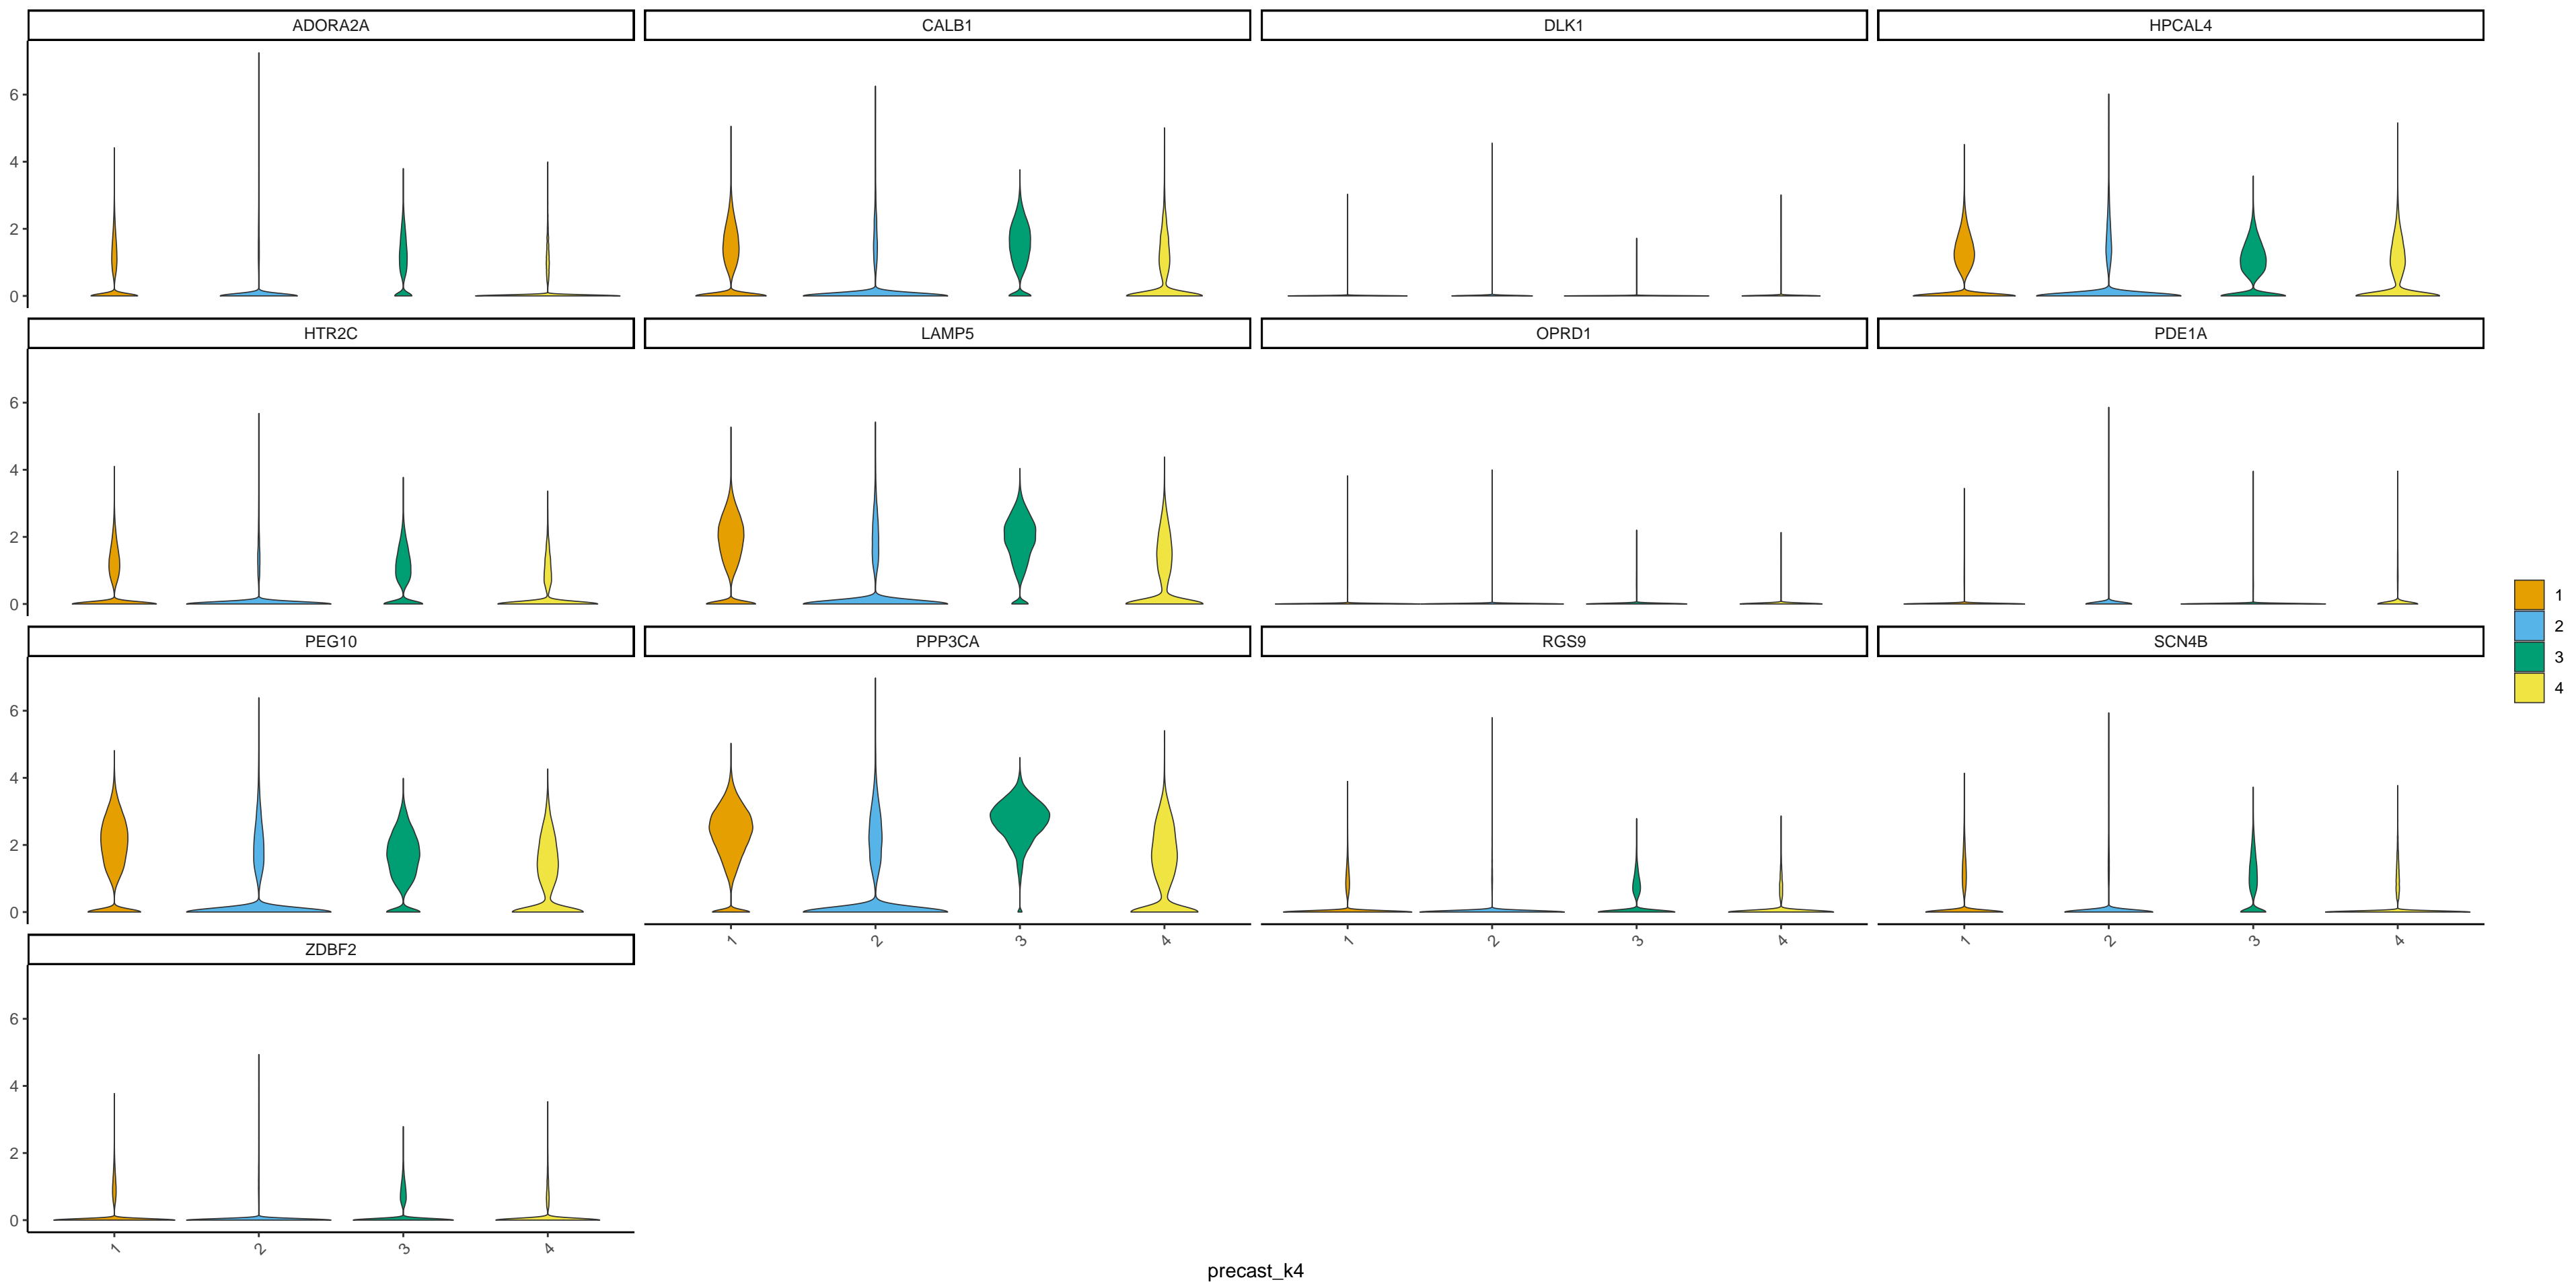 ADORA2A CALB1 DLK1 HPCAL4
6
4
2
0
HTR2C LAMP5 OPRD1 PDE1A
6
4
2
0
PEG10 PPP3CA RGS9 SCN4B
6
4
2
0
1 2 3 4 1 2 3 4 1 2 3 4
ZDBF2
6
4
2
0
1 2 3 4
precast_k4
1
2
3
4